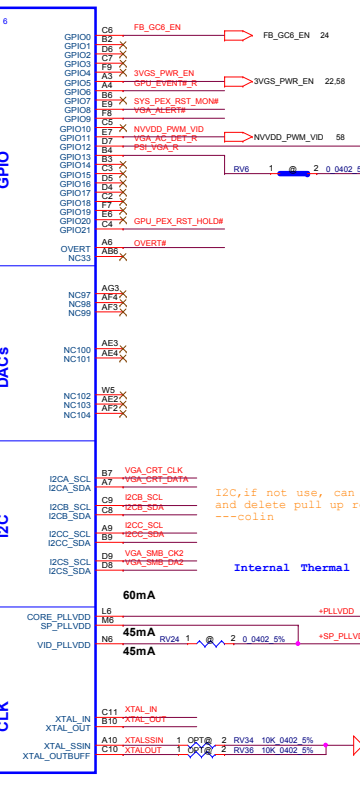 6
GPIO
GPIO0 C6 FB_GC6_EN FB_GC6_EN 24
GPIO1 B2
GPIO2 D6
GPIO3 C7
GPIO4 F9
GPIO5 A3 3VGS_PWR_EN 3VGS_PWR_EN 22,58
GPIO6 A4 GPU_EVENT#_R
GPIO7 B6
GPIO8 E9 SYS_PEX_RST_MON#
GPIO9 F8 VGA_ALERT#
GPIO10 C5
GPIO11 E7 NVVDD_PWM_VID NVVDD_PWM_VID 58
GPIO12 D7 VGA_AC_DET_R
GPIO13 B4 PSI_VGA_R
GPIO14 B3
GPIO15 C3 RV6 1 @ 2 0_0402_5
GPIO16 D5
GPIO17 D4
GPIO18 C2
GPIO19 F7
GPIO20 E6
GPIO21 C4 GPU_PEX_RST_HOLD#
OVERT A6 OVERT#
NC33 AB6
DACs
NC97 AG3
NC98 AF4
NC99 AF3
NC100 AE3
NC101 AE4
NC102 W5
NC103 AE2
NC104 AF2
I2C
I2CA_SCL B7 VGA_CRT_CLK
I2CA_SDA A7 VGA_CRT_DATA
I2CB_SCL C9 I2CB_SCL
I2CB_SDA C8 I2CB_SDA
I2CC_SCL A9 I2CC_SCL
I2CC_SDA B9 I2CC_SDA
I2CS_SCL D9 VGA_SMB_CK2
I2CS_SDA D8 VGA_SMB_DA2
I2C,if not use, can
and delete pull up r
---colin
Internal Thermal
60mA
CLK
CORE_PLLVDD L6 +PLLVDD
SP_PLLVDD M6
45mA
VID_PLLVDD N6 RV24 1 @ 2 0_0402_5% +SP_PLLV
45mA
XTAL_IN C11 XTAL_IN
XTAL_OUT B10 XTAL_OUT
XTAL_SSIN A10 XTALSSIN 1 OPT@ 2 RV34 10K_0402_5%
XTAL_OUTBUFF C10 XTALOUT 1 OPT@ 2 RV36 10K_0402_5%